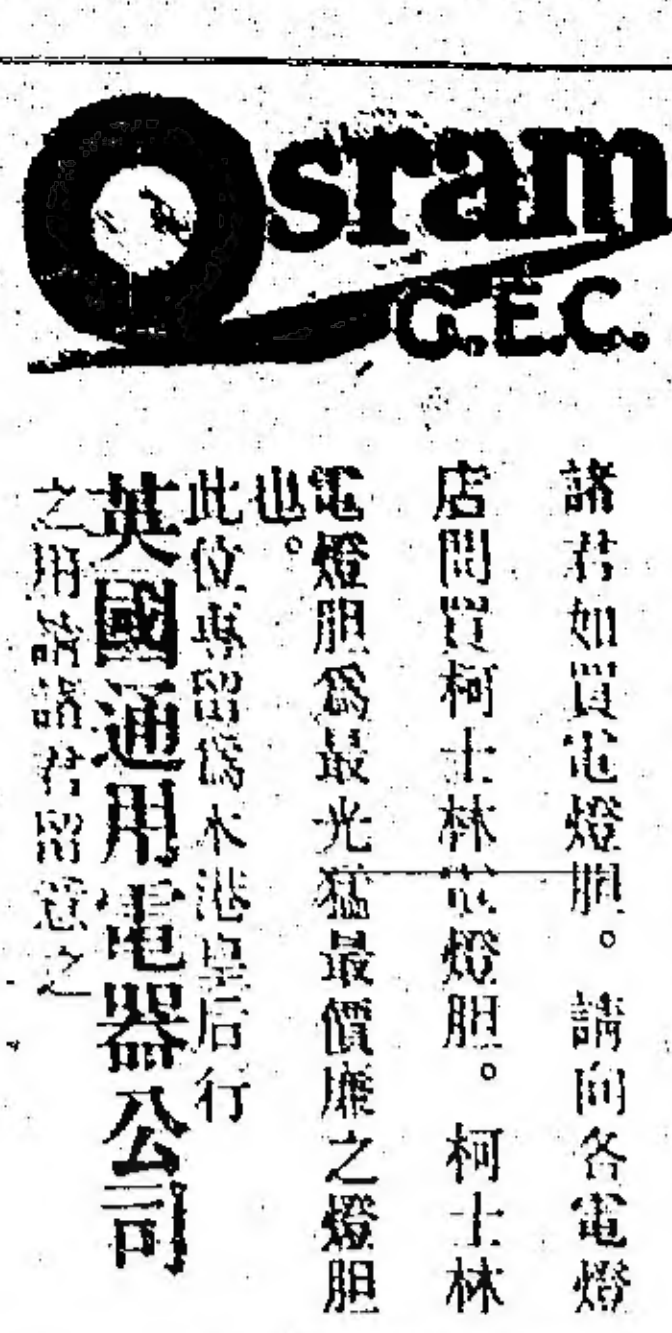 Osram
G.E.C.
諸君如買電燈胆。請向各電燈
店問買柯士林電燈胆。柯士林
電燈胆爲最光猛最價廉之燈胆
也。
此位專留爲本港皇后行
英國通用電器公司
之用諸君留意之